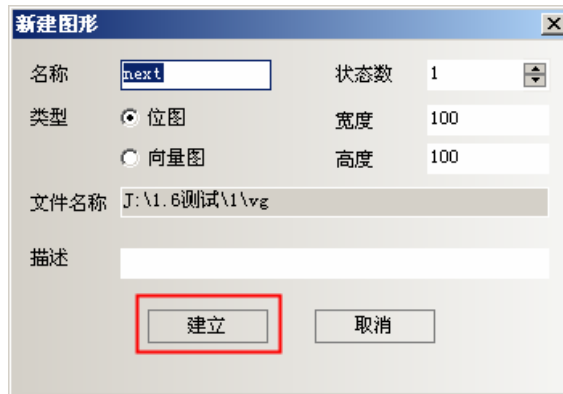 新建图形
名称 next 状态数 1
类型 位图 宽度 100
向量图 高度 100
文件名称 J:\1.6测试\1\vg
描述
建立 取消